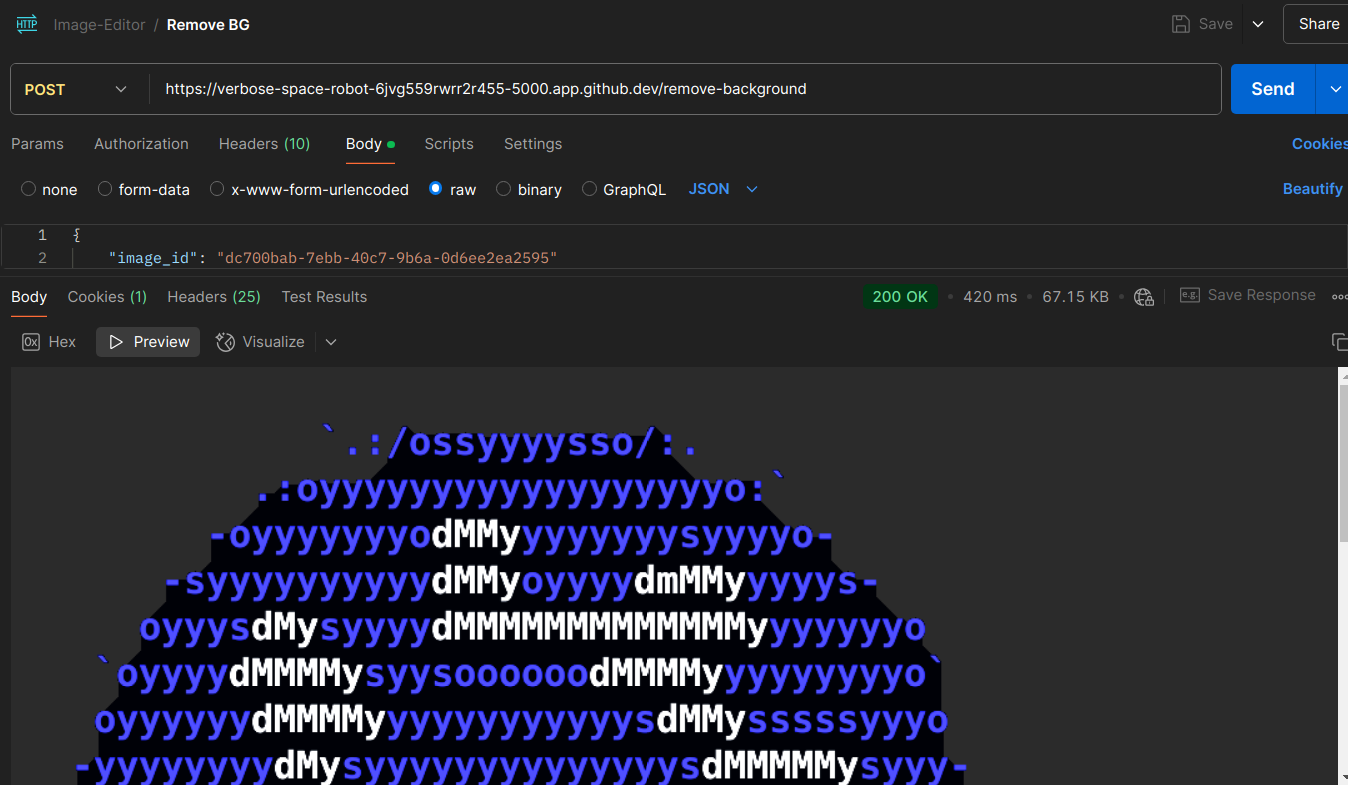 HTTP Image-Editor / Remove BG Save Share
POST https://verbose-space-robot-6jvg559rwrr2r455-5000.app.github.dev/remove-background Send
Params Authorization Headers (10) Body Scripts Settings Cookies
none form-data x-www-form-urlencoded raw binary GraphQL JSON Beautify
1 {
2 "image_id": "dc700bab-7ebb-40c7-9b6a-0d6ee2ea2595"
Body Cookies (1) Headers (25) Test Results 200 OK • 420 ms • 67.15 KB • e.g. Save Response
0x Hex Preview Visualize
`.:/ossyyyysso/:.
.:oyyyyyyyyyyyyyyyyyyo:`
-oyyyyyyyodMMyyyyyyyyysyyyyo-
-syyyyyyyyyydMMyoyyyydmMMyyyyys-
oyyysdMysyyyydMMMMMMMMMMMMMyyyyyyyo
`oyyyydMMMMysyysoooooodMMMMyyyyyyyyyo`
oyyyyyydMMMMyyyyyyyyyyyysdMMysssssyyyo
-yyyyyyyydMysyyyyyyyyyyyyyysdMMMMMysyyy-